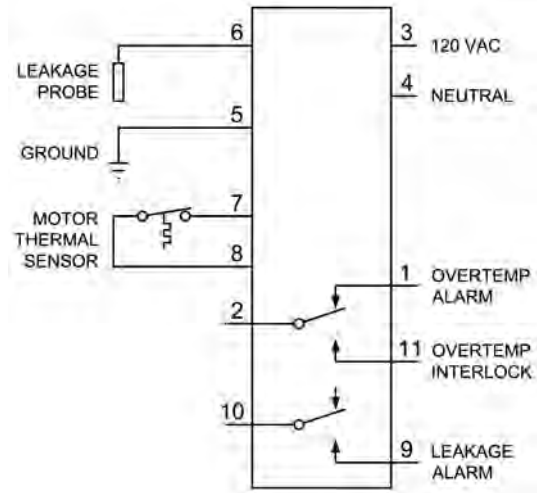 6
LEAKAGE
PROBE
5
GROUND
MOTOR
THERMAL
SENSOR
7
8
2
10
3
120 VAC
4
NEUTRAL
1
OVERTEMP
ALARM
11
OVERTEMP
INTERLOCK
9
LEAKAGE
ALARM